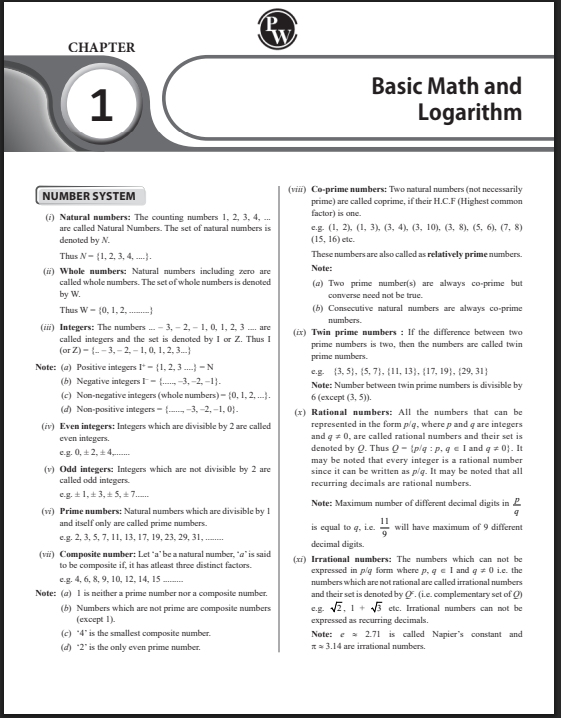 PW
CHAPTER
1
Basic Math and
Logarithm
NUMBER SYSTEM
(i) Natural numbers: The counting numbers 1, 2, 3, 4, ...
are called Natural Numbers. The set of natural numbers is
denoted by N.
Thus N = {1, 2, 3, 4, ....}.
(ii) Whole numbers: Natural numbers including zero are
called whole numbers. The set of whole numbers is denoted
by W.
Thus W = {0, 1, 2, .........}
(iii) Integers: The numbers ... – 3, – 2, – 1, 0, 1, 2, 3 .... are
called integers and the set is denoted by I or Z. Thus I
(or Z) = {.. – 3, – 2, – 1, 0, 1, 2, 3...}
Note: (a) Positive integers I⁺ = {1, 2, 3 ....} = N
(b) Negative integers I⁻ = {....., –3, –2, –1}.
(c) Non-negative integers (whole numbers) = {0, 1, 2, ...}.
(d) Non-positive integers = {......, –3, –2, –1, 0}.
(iv) Even integers: Integers which are divisible by 2 are called
even integers.
e.g. 0, ± 2, ± 4,.......
(v) Odd integers: Integers which are not divisible by 2 are
called odd integers.
e.g. ± 1, ± 3, ± 5, ± 7......
(vi) Prime numbers: Natural numbers which are divisible by 1
and itself only are called prime numbers.
e.g. 2, 3, 5, 7, 11, 13, 17, 19, 23, 29, 31, ........
(vii) Composite number: Let ‘a’ be a natural number, ‘a’ is said
to be composite if, it has atleast three distinct factors.
e.g. 4, 6, 8, 9, 10, 12, 14, 15 .........
Note: (a) 1 is neither a prime number nor a composite number.
(b) Numbers which are not prime are composite numbers
(except 1).
(c) ‘4’ is the smallest composite number.
(d) ‘2’ is the only even prime number.
(viii) Co-prime numbers: Two natural numbers (not necessarily
prime) are called coprime, if their H.C.F (Highest common
factor) is one.
e.g. (1, 2), (1, 3), (3, 4), (3, 10), (3, 8), (5, 6), (7, 8)
(15, 16) etc.
These numbers are also called as relatively prime numbers.
Note:
(a) Two prime number(s) are always co-prime but
converse need not be true.
(b) Consecutive natural numbers are always co-prime
numbers.
(ix) Twin prime numbers : If the difference between two
prime numbers is two, then the numbers are called twin
prime numbers.
e.g. {3, 5}, {5, 7}, {11, 13}, {17, 19}, {29, 31}
Note: Number between twin prime numbers is divisible by
6 (except (3, 5)).
(x) Rational numbers: All the numbers that can be
represented in the form p/q, where p and q are integers
and q ≠ 0, are called rational numbers and their set is
denoted by Q. Thus Q = {p/q : p, q ∈ I and q ≠ 0}. It
may be noted that every integer is a rational number
since it can be written as p/q. It may be noted that all
recurring decimals are rational numbers.
Note: Maximum number of different decimal digits in p/q
is equal to q, i.e. 11/9 will have maximum of 9 different
decimal digits.
(xi) Irrational numbers: The numbers which can not be
expressed in p/q form where p, q ∈ I and q ≠ 0 i.e. the
numbers which are not rational are called irrational numbers
and their set is denoted by Qᶜ. (i.e. complementary set of Q)
e.g. √2, 1 + √3 etc. Irrational numbers can not be
expressed as recurring decimals.
Note: e ≈ 2.71 is called Napier's constant and
π ≈ 3.14 are irrational numbers.